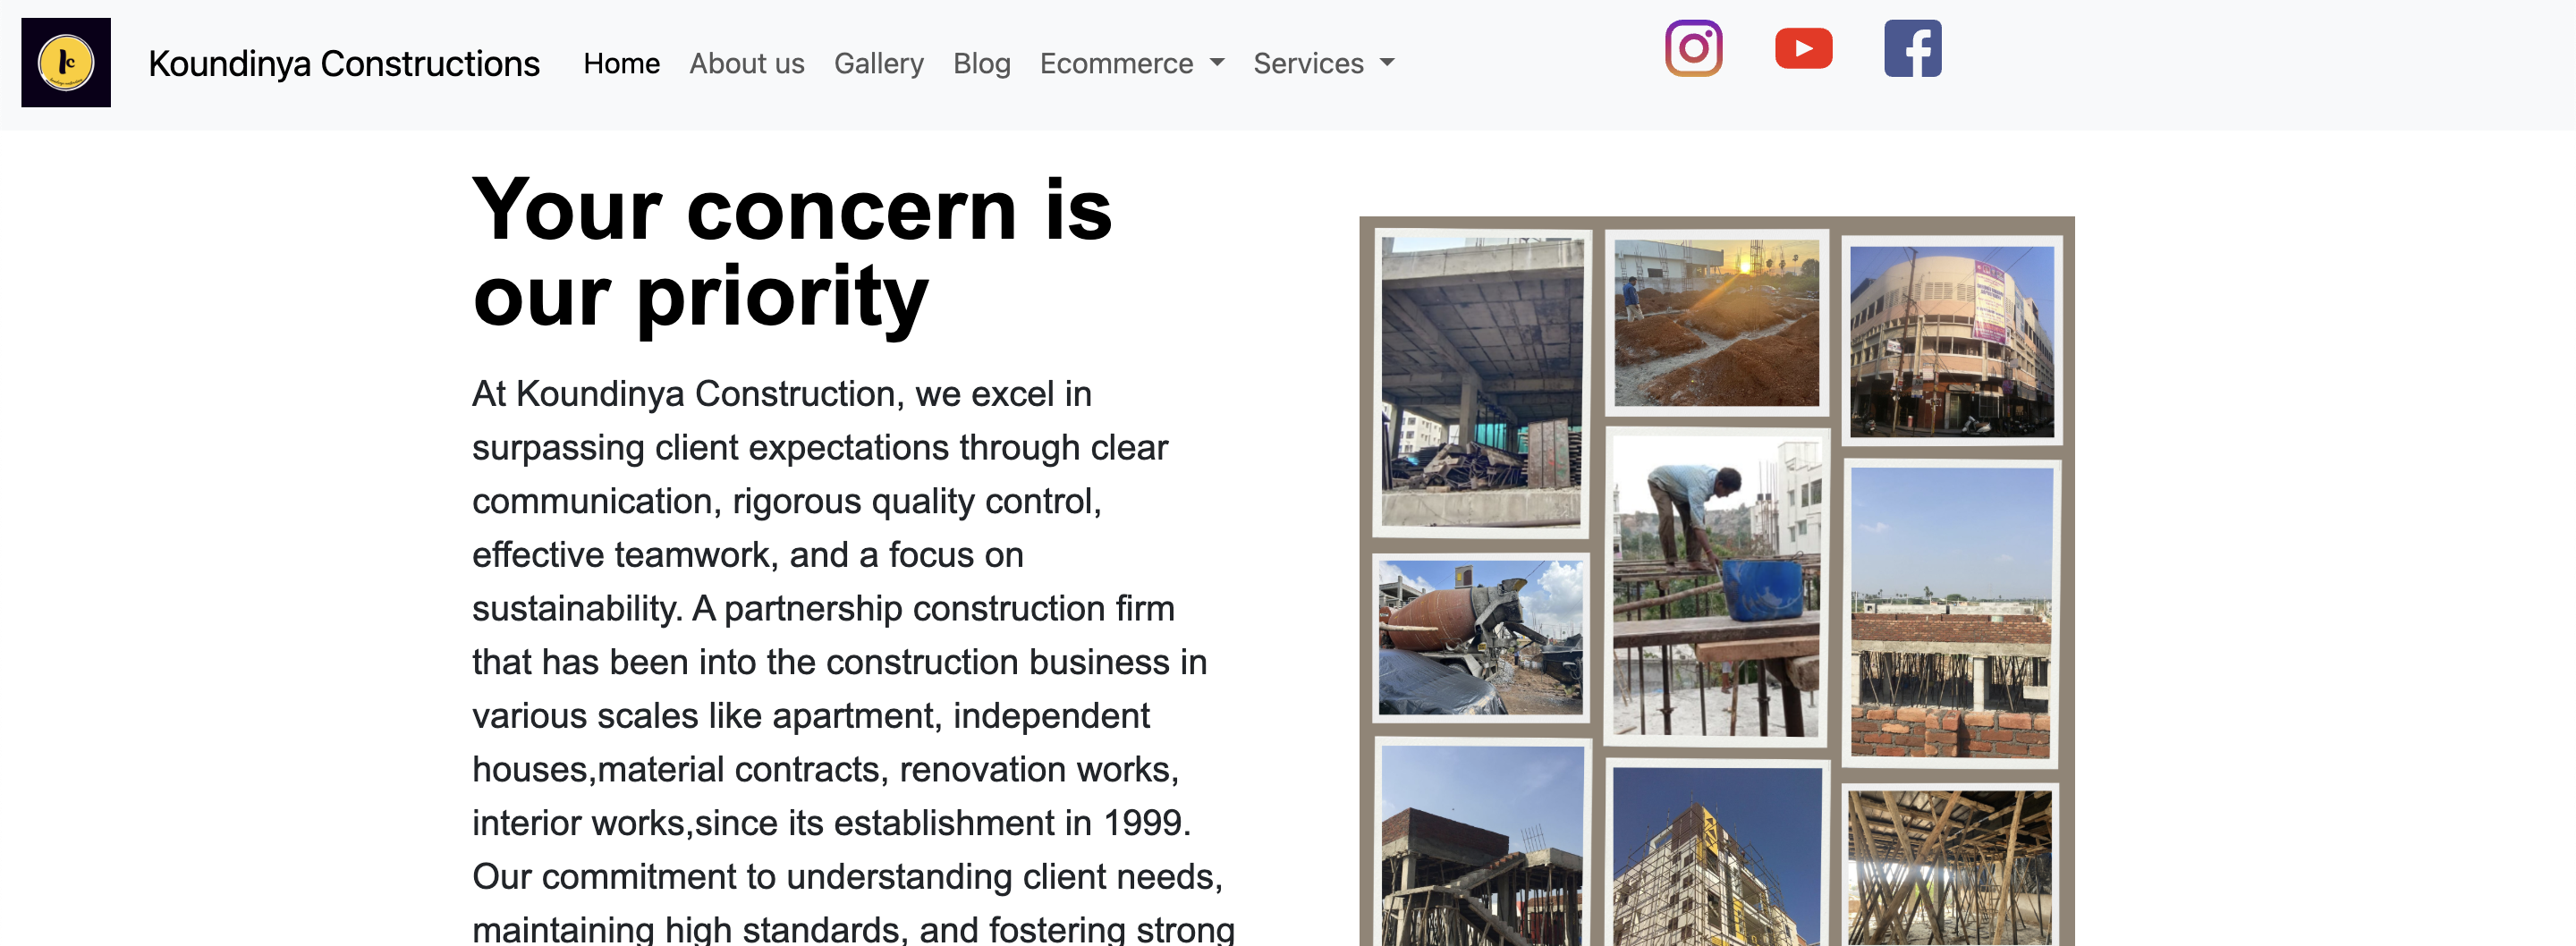 Koundinya Constructions Home About us Gallery Blog Ecommerce Services
Your concern is
our priority
At Koundinya Construction, we excel in
surpassing client expectations through clear
communication, rigorous quality control,
effective teamwork, and a focus on
sustainability. A partnership construction firm
that has been into the construction business in
various scales like apartment, independent
houses,material contracts, renovation works,
interior works,since its establishment in 1999.
Our commitment to understanding client needs,
maintaining high standards, and fostering strong